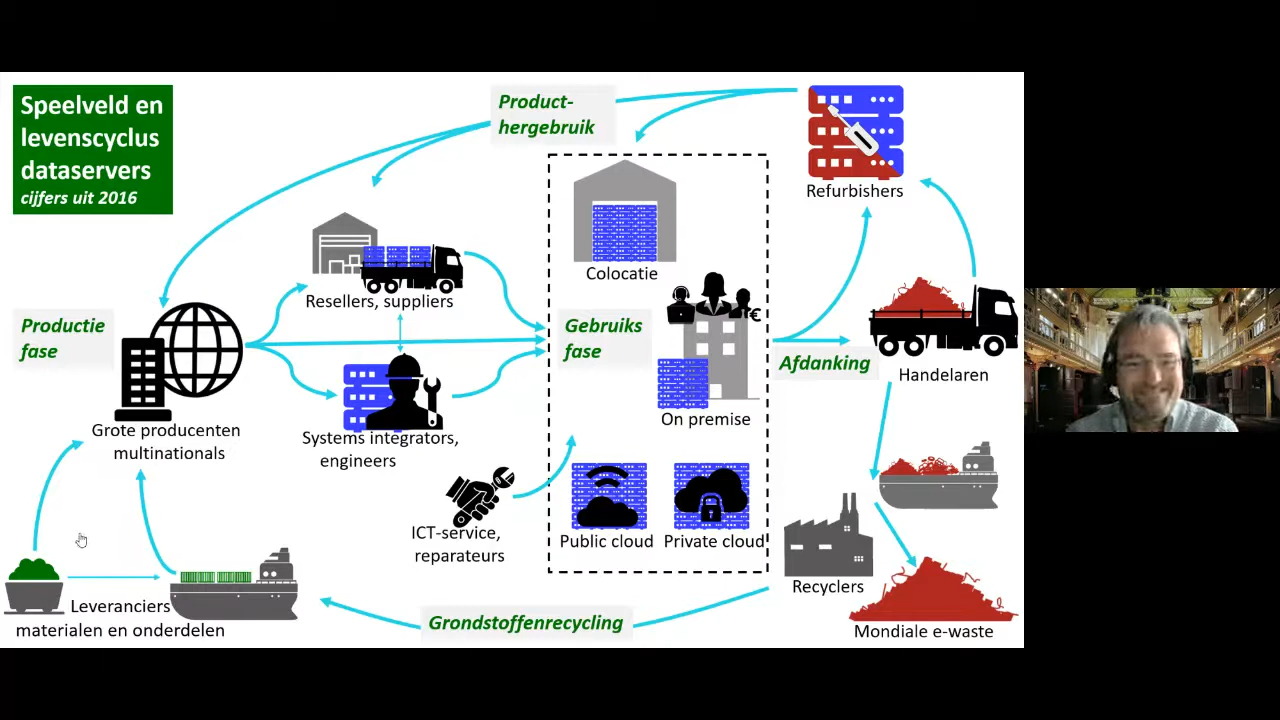 Speelveld en
levenscyclus
dataservers
cijfers uit 2016
Product-
hergebruik
Refurbishers
Colocatie
Resellers, suppliers
Productie
fase
Gebruiks
fase
€
Afdanking
Handelaren
Grote producenten
multinationals
On premise
Systems integrators,
engineers
ICT-service,
reparateurs
Public cloud
Private cloud
Recyclers
Leveranciers
materialen en onderdelen
Grondstoffenrecycling
Mondiale e-waste